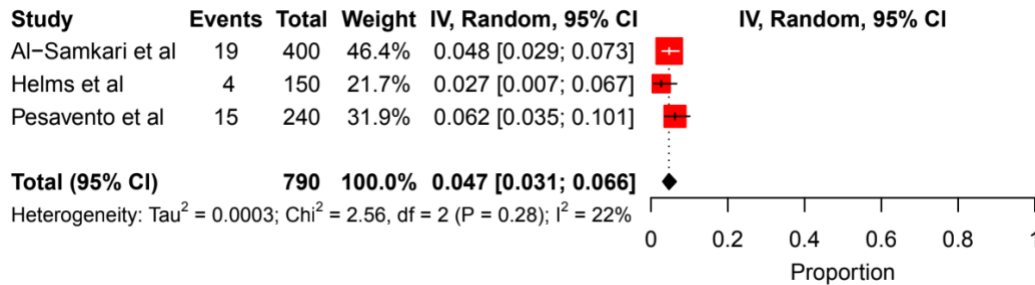 Study Events Total Weight IV, Random, 95% CI IV, Random, 95% CI
Al−Samkari et al 19 400 46.4% 0.048 [0.029; 0.073]
Helms et al 4 150 21.7% 0.027 [0.007; 0.067]
Pesavento et al 15 240 31.9% 0.062 [0.035; 0.101]
Total (95% CI) 790 100.0% 0.047 [0.031; 0.066]
Heterogeneity: Tau² = 0.0003; Chi² = 2.56, df = 2 (P = 0.28); I² = 22%
0 0.2 0.4 0.6 0.8 1
Proportion